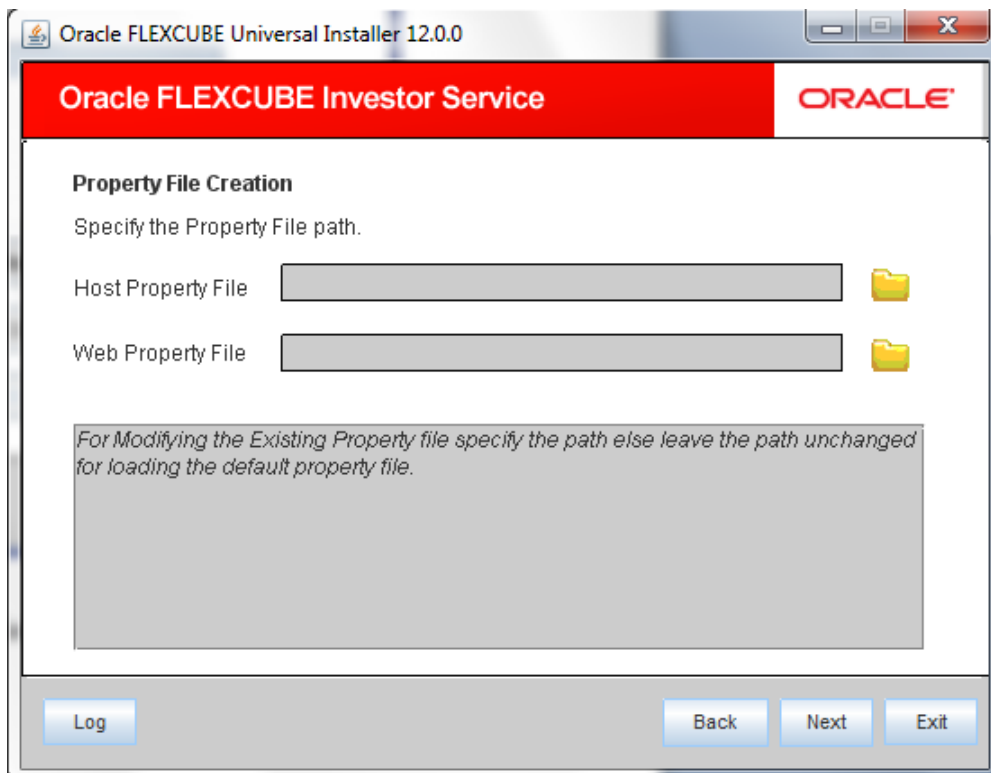 Oracle FLEXCUBE Universal Installer 12.0.0
Oracle FLEXCUBE Investor Service
ORACLE
Property File Creation
Specify the Property File path.
Host Property File
Web Property File
For Modifying the Existing Property file specify the path else leave the path unchanged
for loading the default property file.
Log
Back
Next
Exit